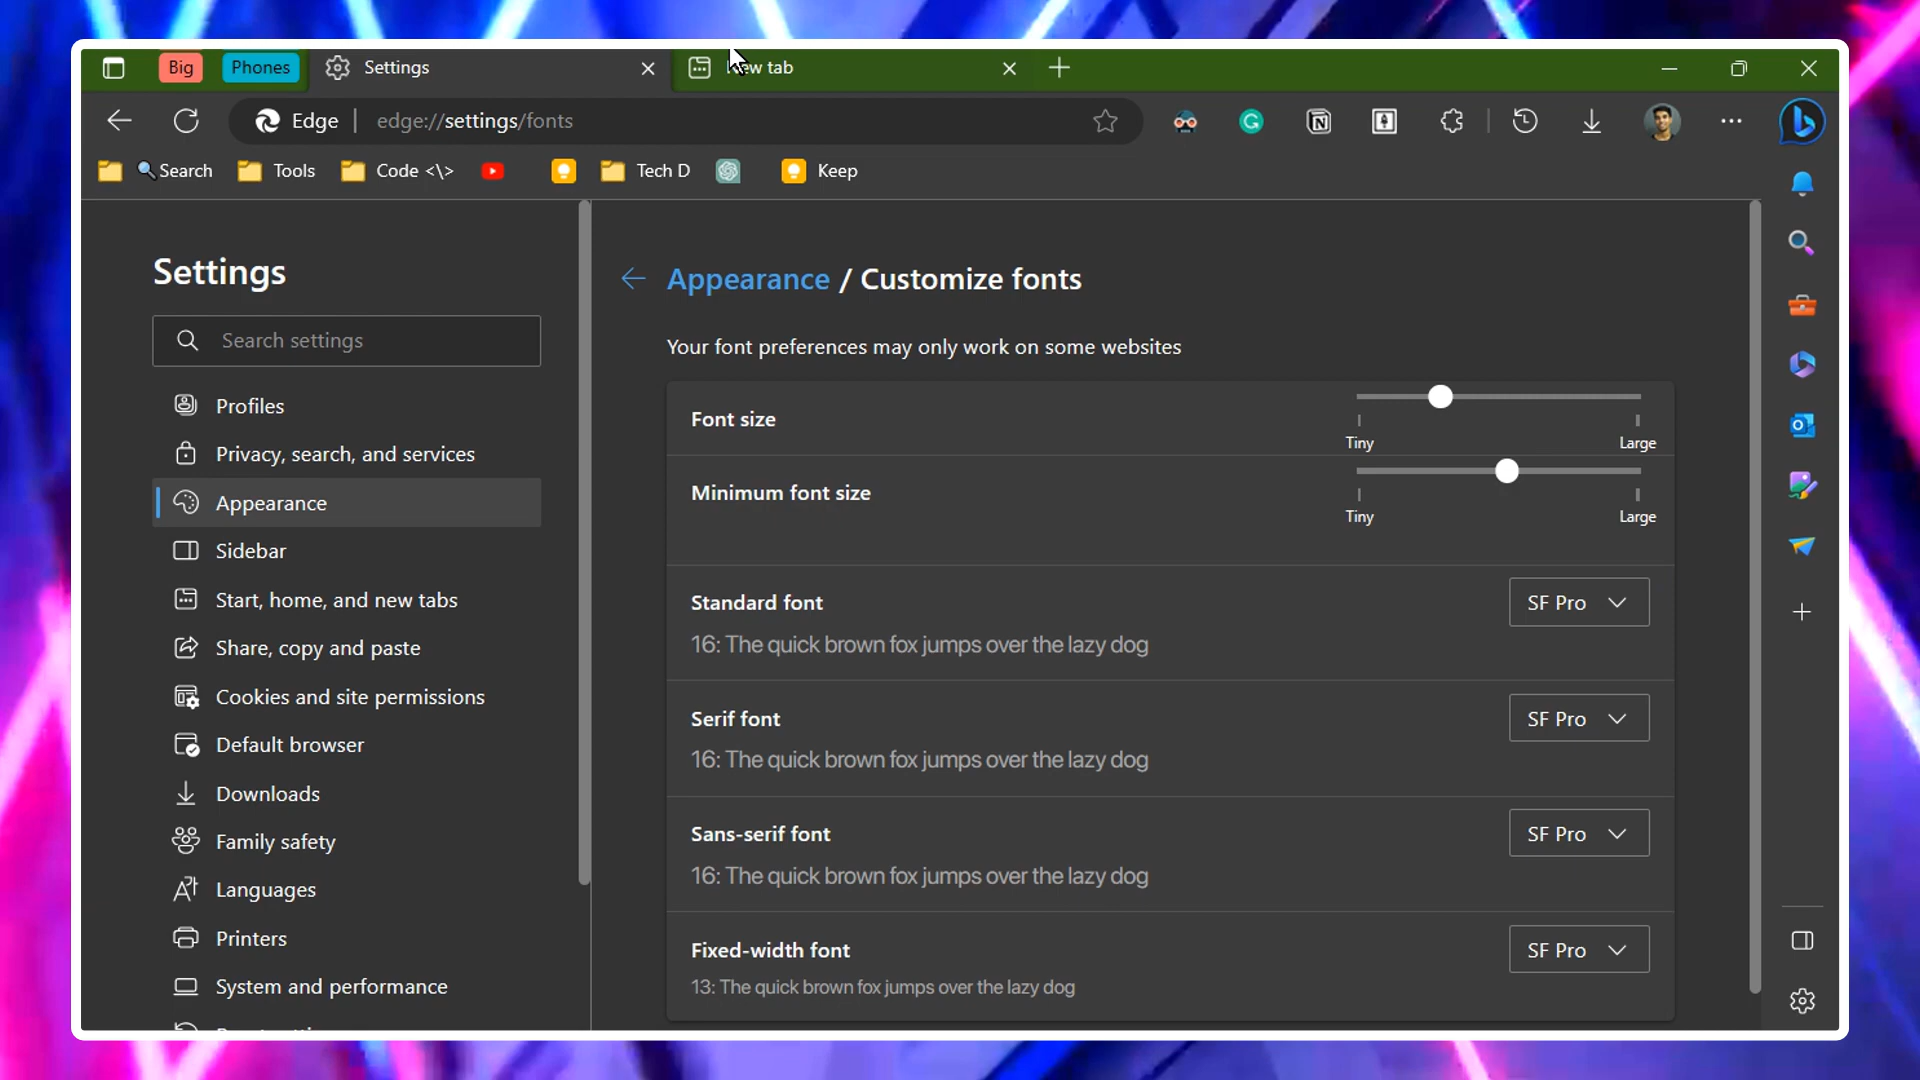 Big Phones Settings New tab
Edge | edge://settings/fonts
Search Tools Code <\> Tech D Keep
Settings
Search settings
Profiles
Privacy, search, and services
Appearance
Sidebar
Start, home, and new tabs
Share, copy and paste
Cookies and site permissions
Default browser
Downloads
Family safety
Languages
Printers
System and performance
Appearance / Customize fonts
Your font preferences may only work on some websites
Font size
Tiny Large
Minimum font size
Tiny Large
Standard font SF Pro
16: The quick brown fox jumps over the lazy dog
Serif font SF Pro
16: The quick brown fox jumps over the lazy dog
Sans-serif font SF Pro
16: The quick brown fox jumps over the lazy dog
Fixed-width font SF Pro
13: The quick brown fox jumps over the lazy dog